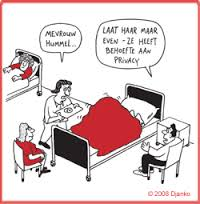 MEVROUW
HUMMEL...
LAAT HAAR MAAR
EVEN - ZE HEEFT
BEHOEFTE AAN
PRIVACY
© 2008 Djanko